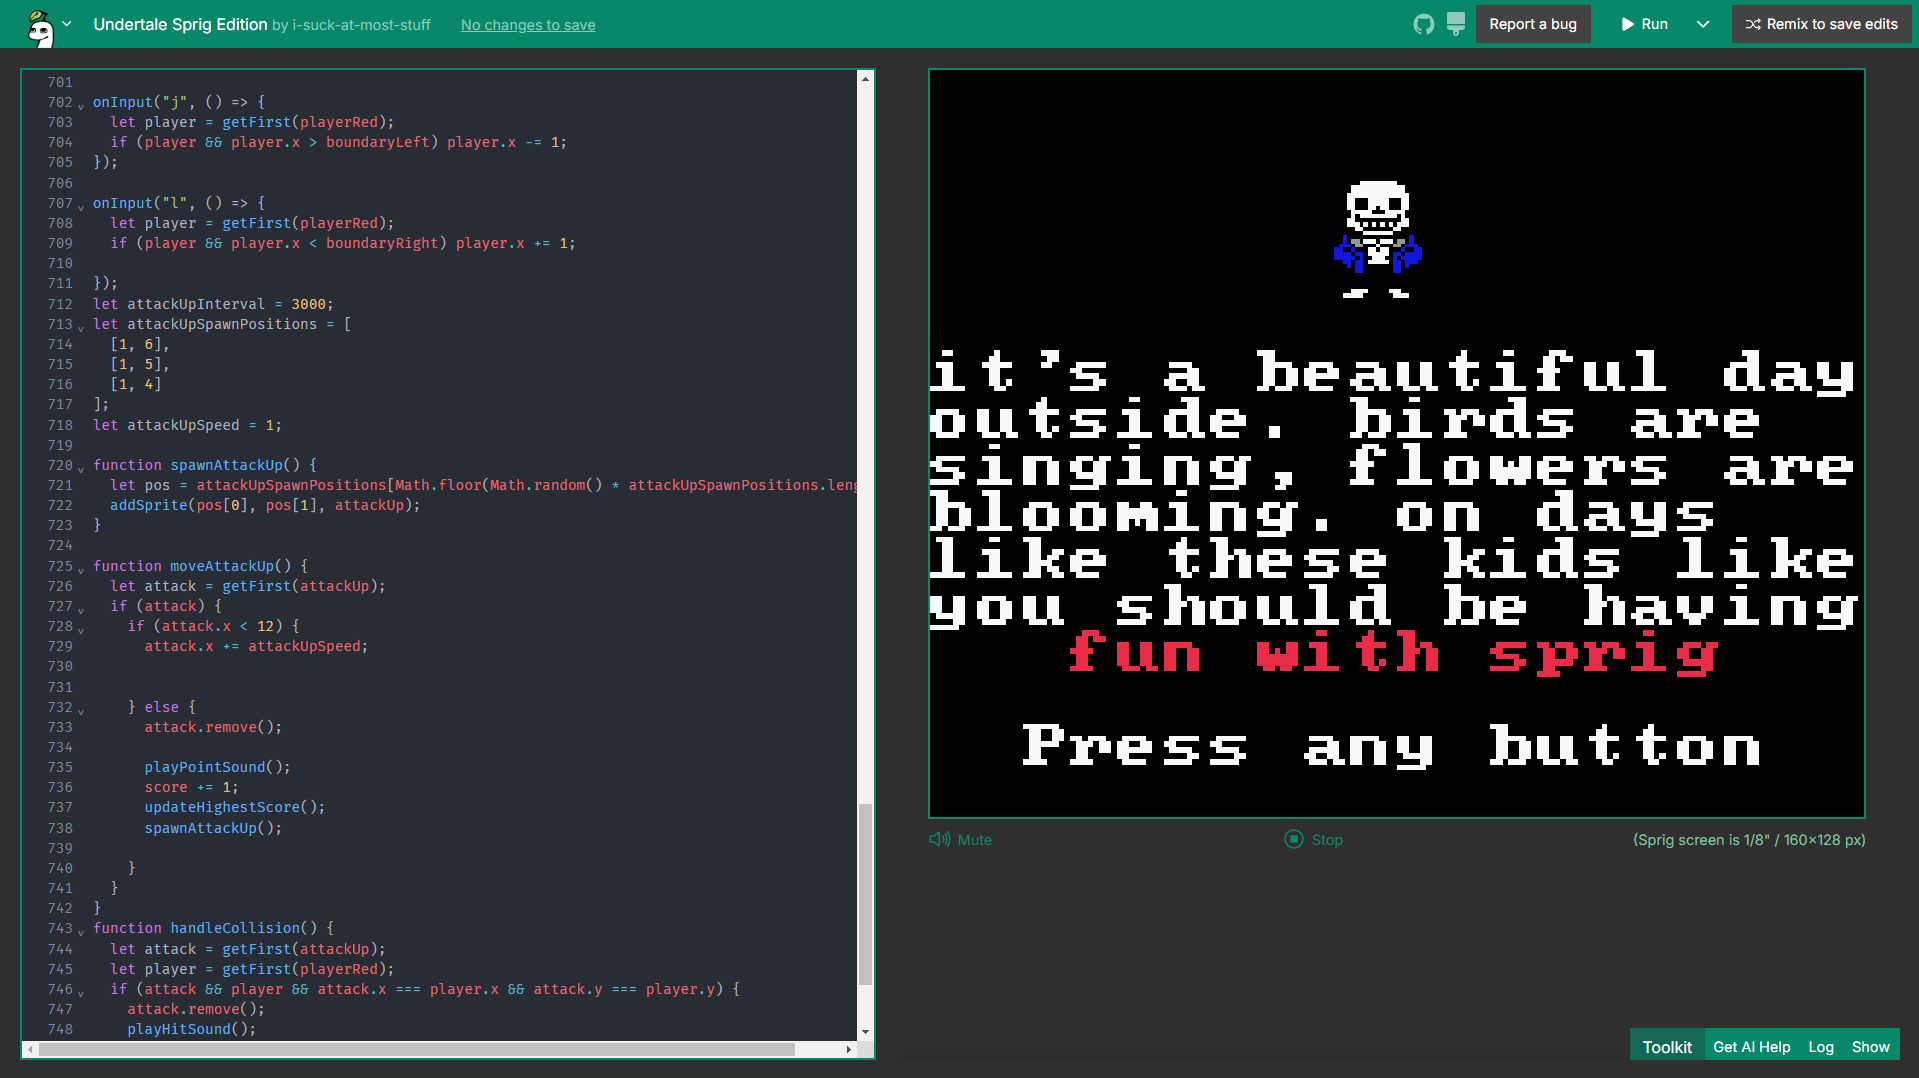 Undertale Sprig Edition by i-suck-at-most-stuff
No changes to save
Report a bug
Run
Remix to save edits
701
702 onInput("j", () => {
703 let player = getFirst(playerRed);
704 if (player && player.x > boundaryLeft) player.x -= 1;
705 });
706
707 onInput("l", () => {
708 let player = getFirst(playerRed);
709 if (player && player.x < boundaryRight) player.x += 1;
710
711 });
712 let attackUpInterval = 3000;
713 let attackUpSpawnPositions = [
714 [1, 6],
715 [1, 5],
716 [1, 4]
717 ];
718 let attackUpSpeed = 1;
719
720 function spawnAttackUp() {
721 let pos = attackUpSpawnPositions[Math.floor(Math.random() * attackUpSpawnPositions.leng
722 addSprite(pos[0], pos[1], attackUp);
723 }
724
725 function moveAttackUp() {
726 let attack = getFirst(attackUp);
727 if (attack) {
728 if (attack.x < 12) {
729 attack.x += attackUpSpeed;
730
731
732 } else {
733 attack.remove();
734
735 playPointSound();
736 score += 1;
737 updateHighestScore();
738 spawnAttackUp();
739
740 }
741 }
742 }
743 function handleCollision() {
744 let attack = getFirst(attackUp);
745 let player = getFirst(playerRed);
746 if (attack && player && attack.x === player.x && attack.y === player.y) {
747 attack.remove();
748 playHitSound();
it's a beautiful day
outside. birds are
singing, flowers are
blooming. on days
like these kids like
you should be having
fun with sprig
Press any button
Mute
Stop
(Sprig screen is 1/8" / 160×128 px)
Toolkit
Get AI Help
Log
Show